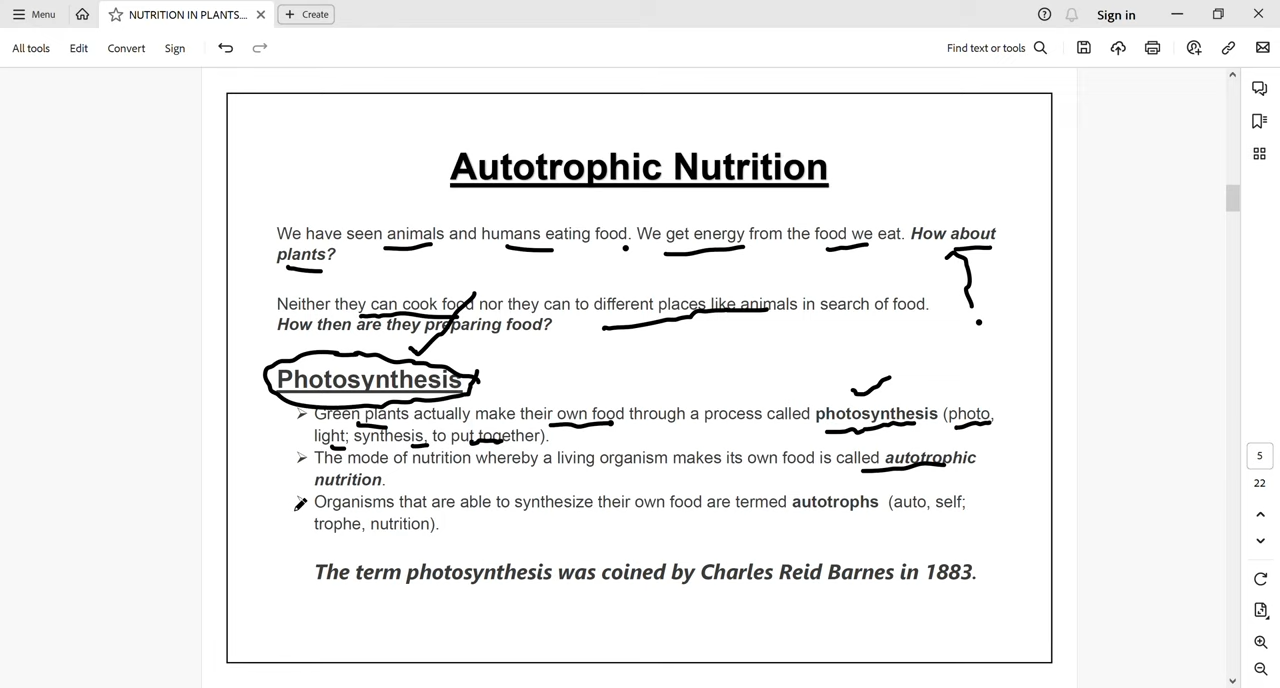 Menu
NUTRITION IN PLANTS....
Create
Sign in
All tools
Edit
Convert
Sign
Find text or tools
Autotrophic Nutrition
We have seen animals and humans eating food. We get energy from the food we eat. How about
plants?
Neither they can cook food nor they can to different places like animals in search of food.
How then are they preparing food?
Photosynthesis
Green plants actually make their own food through a process called photosynthesis (photo,
light; synthesis, to put together).
The mode of nutrition whereby a living organism makes its own food is called autotrophic
nutrition.
Organisms that are able to synthesize their own food are termed autotrophs (auto, self;
trophe, nutrition).
The term photosynthesis was coined by Charles Reid Barnes in 1883.
5
22